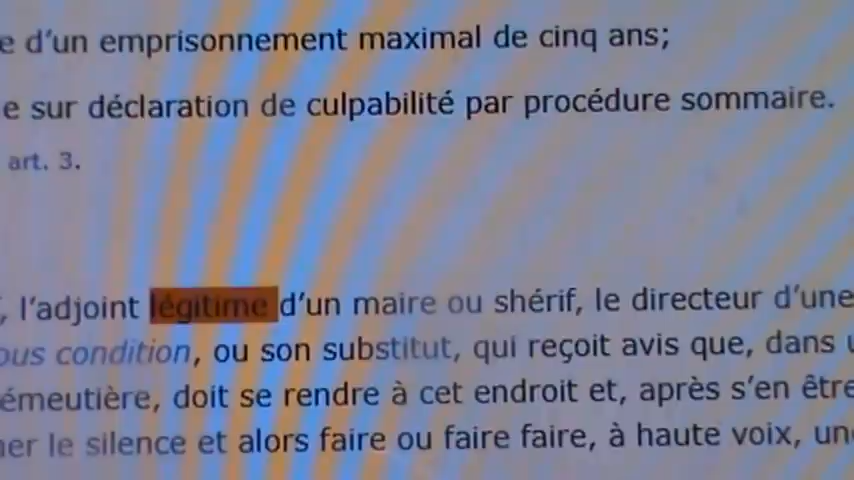 e d'un emprisonnement maximal de cinq ans;
e sur déclaration de culpabilité par procédure sommaire.
art. 3.
, l'adjoint légitime d'un maire ou shérif, le directeur d'une
ous condition, ou son substitut, qui reçoit avis que, dans
émeutière, doit se rendre à cet endroit et, après s'en être
er le silence et alors faire ou faire faire, à haute voix, une